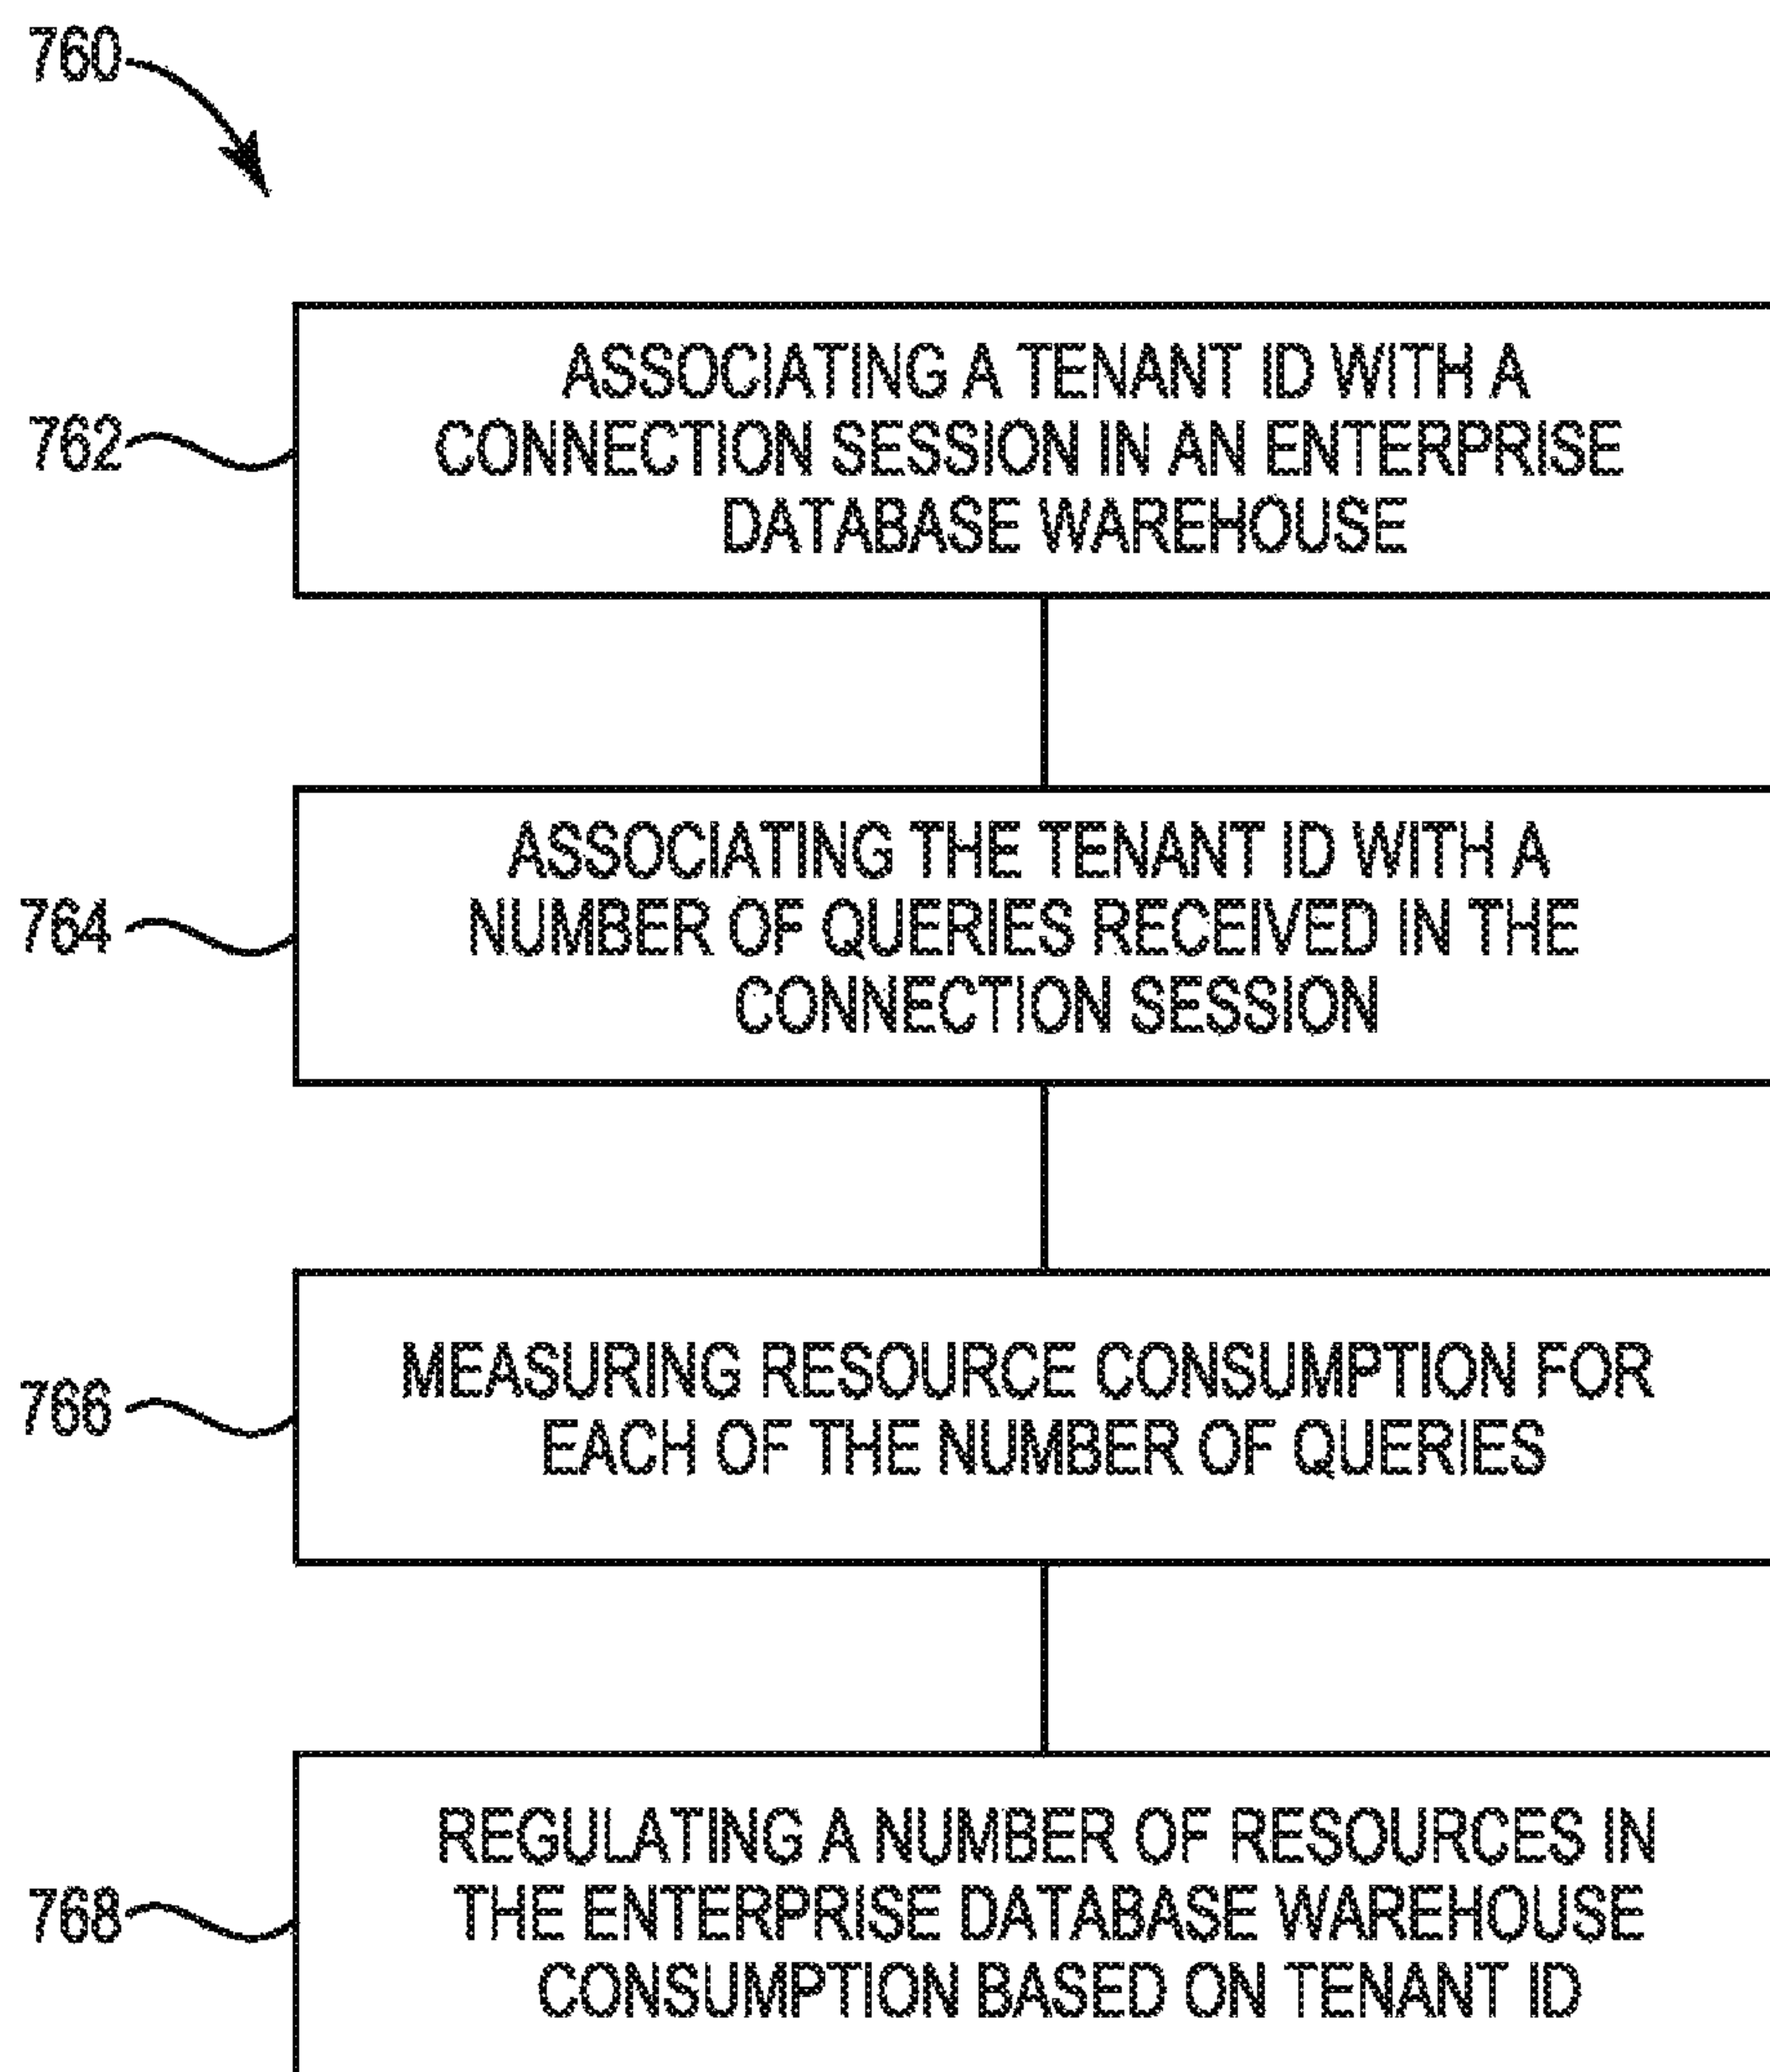 760
762
ASSOCIATING A TENANT ID WITH A
CONNECTION SESSION IN AN ENTERPRISE
DATABASE WAREHOUSE
764
ASSOCIATING THE TENANT ID WITH A
NUMBER OF QUERIES RECEIVED IN THE
CONNECTION SESSION
766
MEASURING RESOURCE CONSUMPTION FOR
EACH OF THE NUMBER OF QUERIES
768
REGULATING A NUMBER OF RESOURCES IN
THE ENTERPRISE DATABASE WAREHOUSE
CONSUMPTION BASED ON TENANT ID